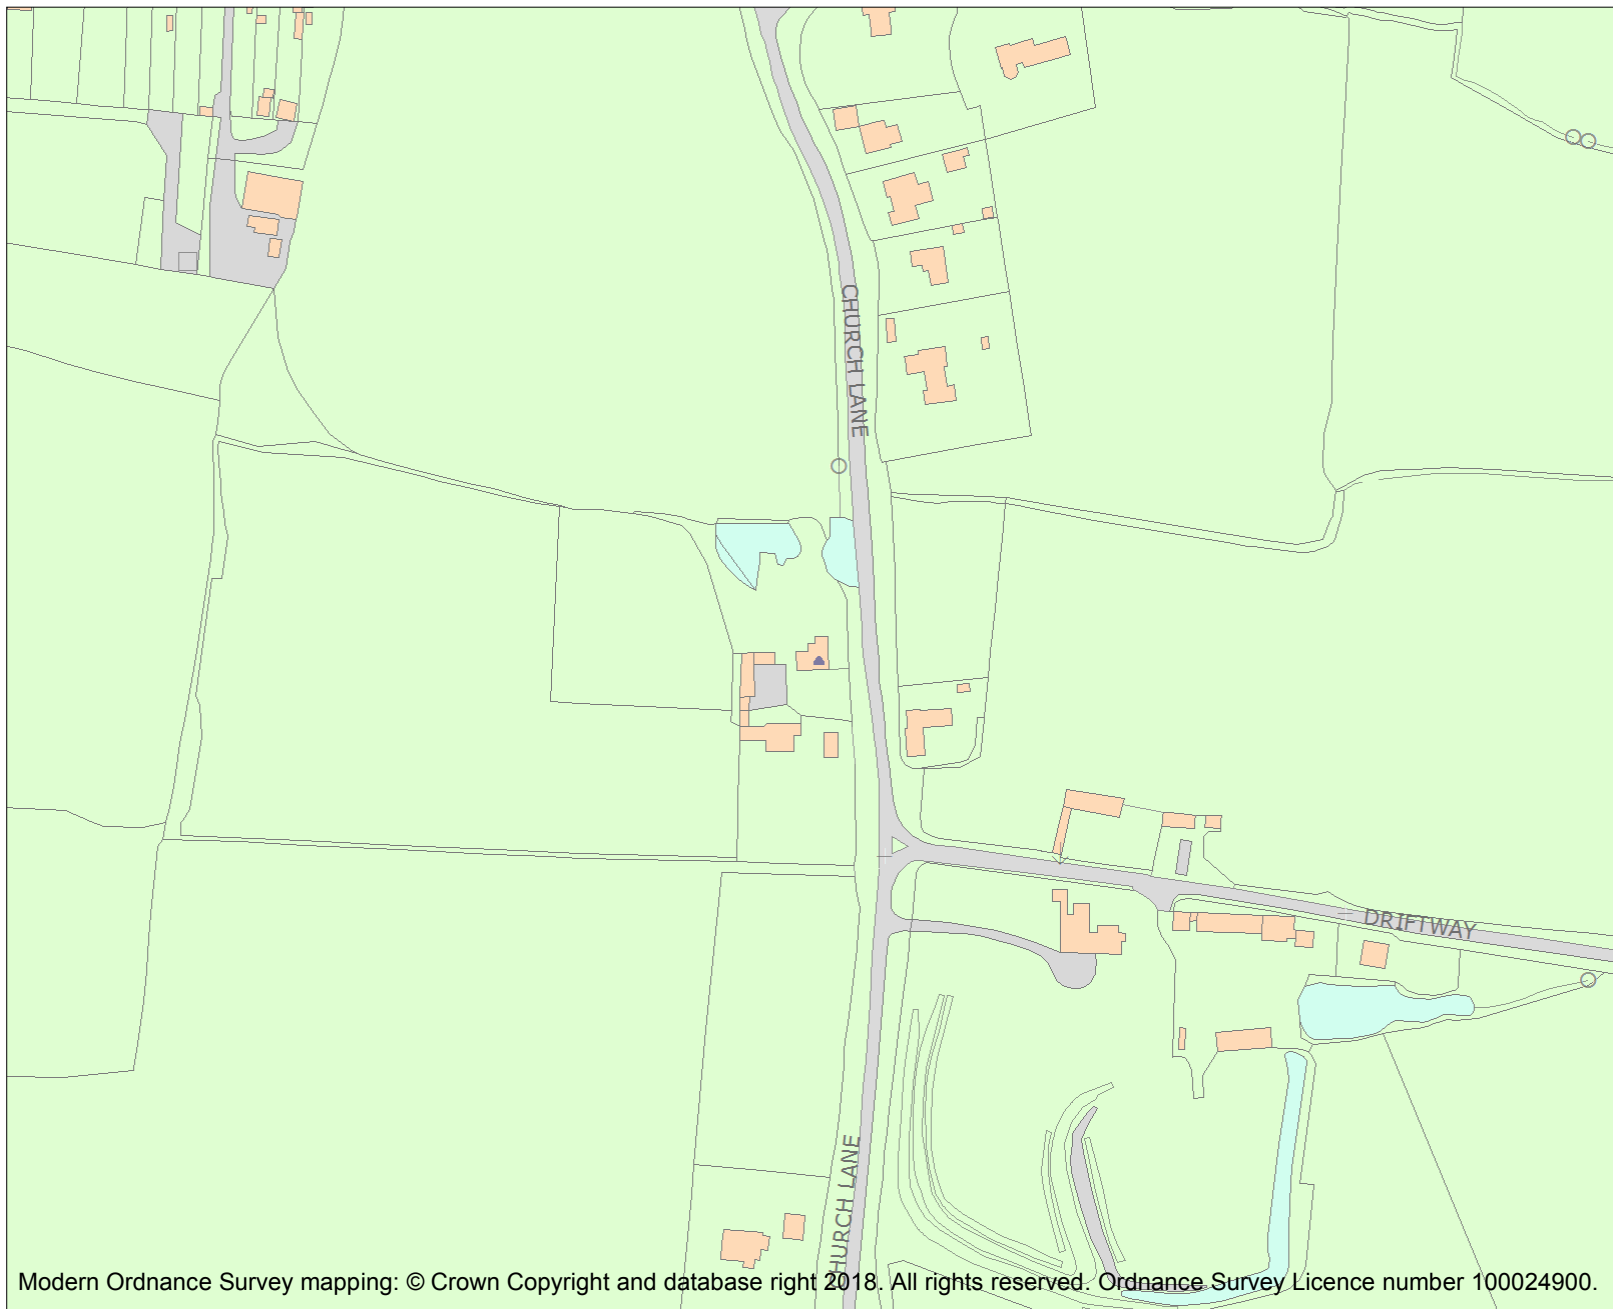 CHURCH LANE
DRIFTWAY
CHURCH LANE
Modern Ordnance Survey mapping: © Crown Copyright and database right 2018. All rights reserved. Ordnance Survey Licence number 100024900.